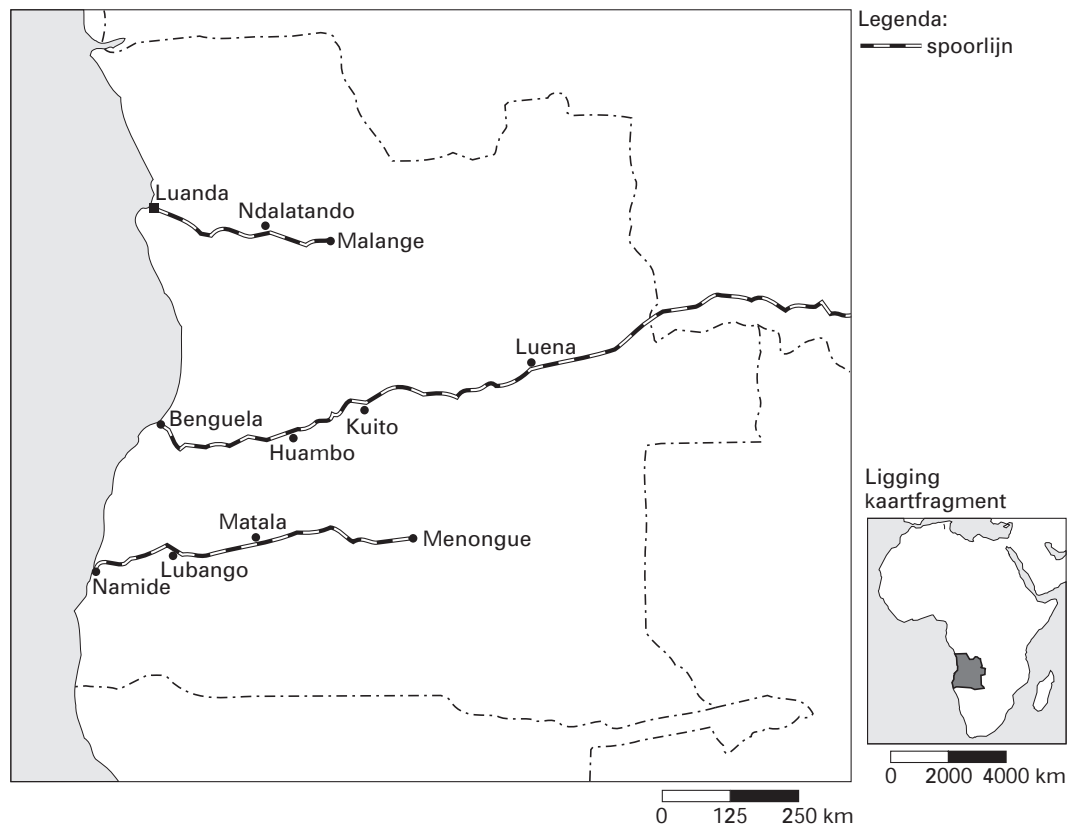 Legenda:
spoorlijn
Luanda
Ndalatando
Malange
Luena
Benguela
Kuito
Huambo
Matala
Menongue
Lubango
Namide
Ligging
kaartfragment
0 2000 4000 km
0 125 250 km